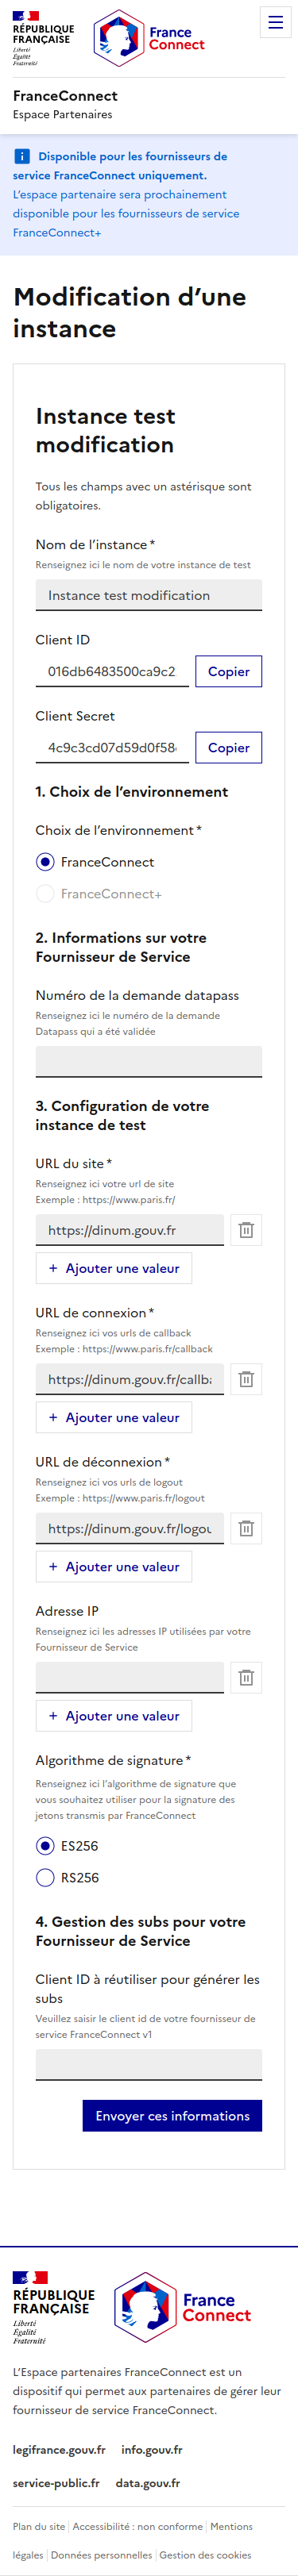 RÉPUBLIQUE
FRANÇAISE
Liberté
Égalité
Fraternité
France
Connect
FranceConnect
Espace Partenaires
Disponible pour les fournisseurs de
service FranceConnect uniquement.
L’espace partenaire sera prochainement
disponible pour les fournisseurs de service
FranceConnect+
Modification d’une
instance
Instance test
modification
Tous les champs avec un astérisque sont
obligatoires.
Nom de l’instance *
Renseignez ici le nom de votre instance de test
Instance test modification
Client ID
016db6483500ca9c2
Copier
Client Secret
4c9c3cd07d59d0f58
Copier
1. Choix de l’environnement
Choix de l’environnement *
FranceConnect
FranceConnect+
2. Informations sur votre
Fournisseur de Service
Numéro de la demande datapass
Renseignez ici le numéro de la demande
Datapass qui a été validée
3. Configuration de votre
instance de test
URL du site *
Renseignez ici votre url de site
Exemple : https://www.paris.fr/
https://dinum.gouv.fr
+ Ajouter une valeur
URL de connexion *
Renseignez ici vos urls de callback
Exemple : https://www.paris.fr/callback
https://dinum.gouv.fr/callba
+ Ajouter une valeur
URL de déconnexion *
Renseignez ici vos urls de logout
Exemple : https://www.paris.fr/logout
https://dinum.gouv.fr/logou
+ Ajouter une valeur
Adresse IP
Renseignez ici les adresses IP utilisées par votre
Fournisseur de Service
+ Ajouter une valeur
Algorithme de signature *
Renseignez ici l’algorithme de signature que
vous souhaitez utiliser pour la signature des
jetons transmis par FranceConnect
ES256
RS256
4. Gestion des subs pour votre
Fournisseur de Service
Client ID à réutiliser pour générer les
subs
Veuillez saisir le client id de votre fournisseur de
service FranceConnect v1
Envoyer ces informations
RÉPUBLIQUE
FRANÇAISE
Liberté
Égalité
Fraternité
France
Connect
L’Espace partenaires FranceConnect est un
dispositif qui permet aux partenaires de gérer leur
fournisseur de service FranceConnect.
legifrance.gouv.fr info.gouv.fr
service-public.fr data.gouv.fr
Plan du site | Accessibilité : non conforme | Mentions
légales | Données personnelles | Gestion des cookies